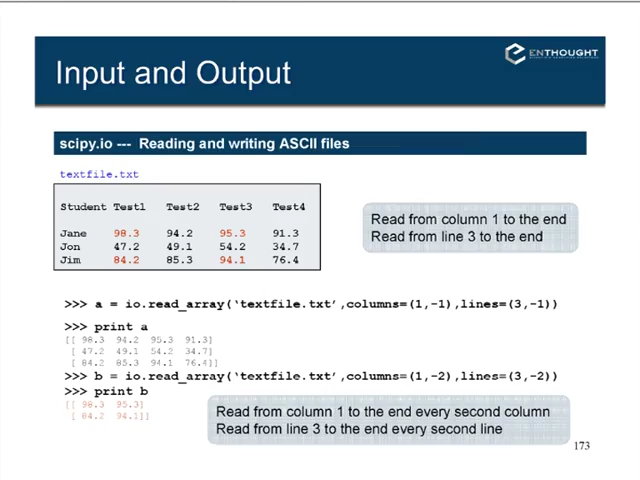 ENTHOUGHT
Input and Output
scipy.io --- Reading and writing ASCII files
textfile.txt
Student Test1 Test2 Test3 Test4
Jane 98.3 94.2 95.3 91.3
Jon 47.2 49.1 54.2 34.7
Jim 84.2 85.3 94.1 76.4
Read from column 1 to the end
Read from line 3 to the end
>>> a = io.read_array(‘textfile.txt’,columns=(1,-1),lines=(3,-1))
>>> print a
[[ 98.3 94.2 95.3 91.3]
[ 47.2 49.1 54.2 34.7]
[ 84.2 85.3 94.1 76.4]]
>>> b = io.read_array(‘textfile.txt’,columns=(1,-2),lines=(3,-2))
>>> print b
[[ 98.3 95.3]
[ 84.2 94.1]]
Read from column 1 to the end every second column
Read from line 3 to the end every second line
173